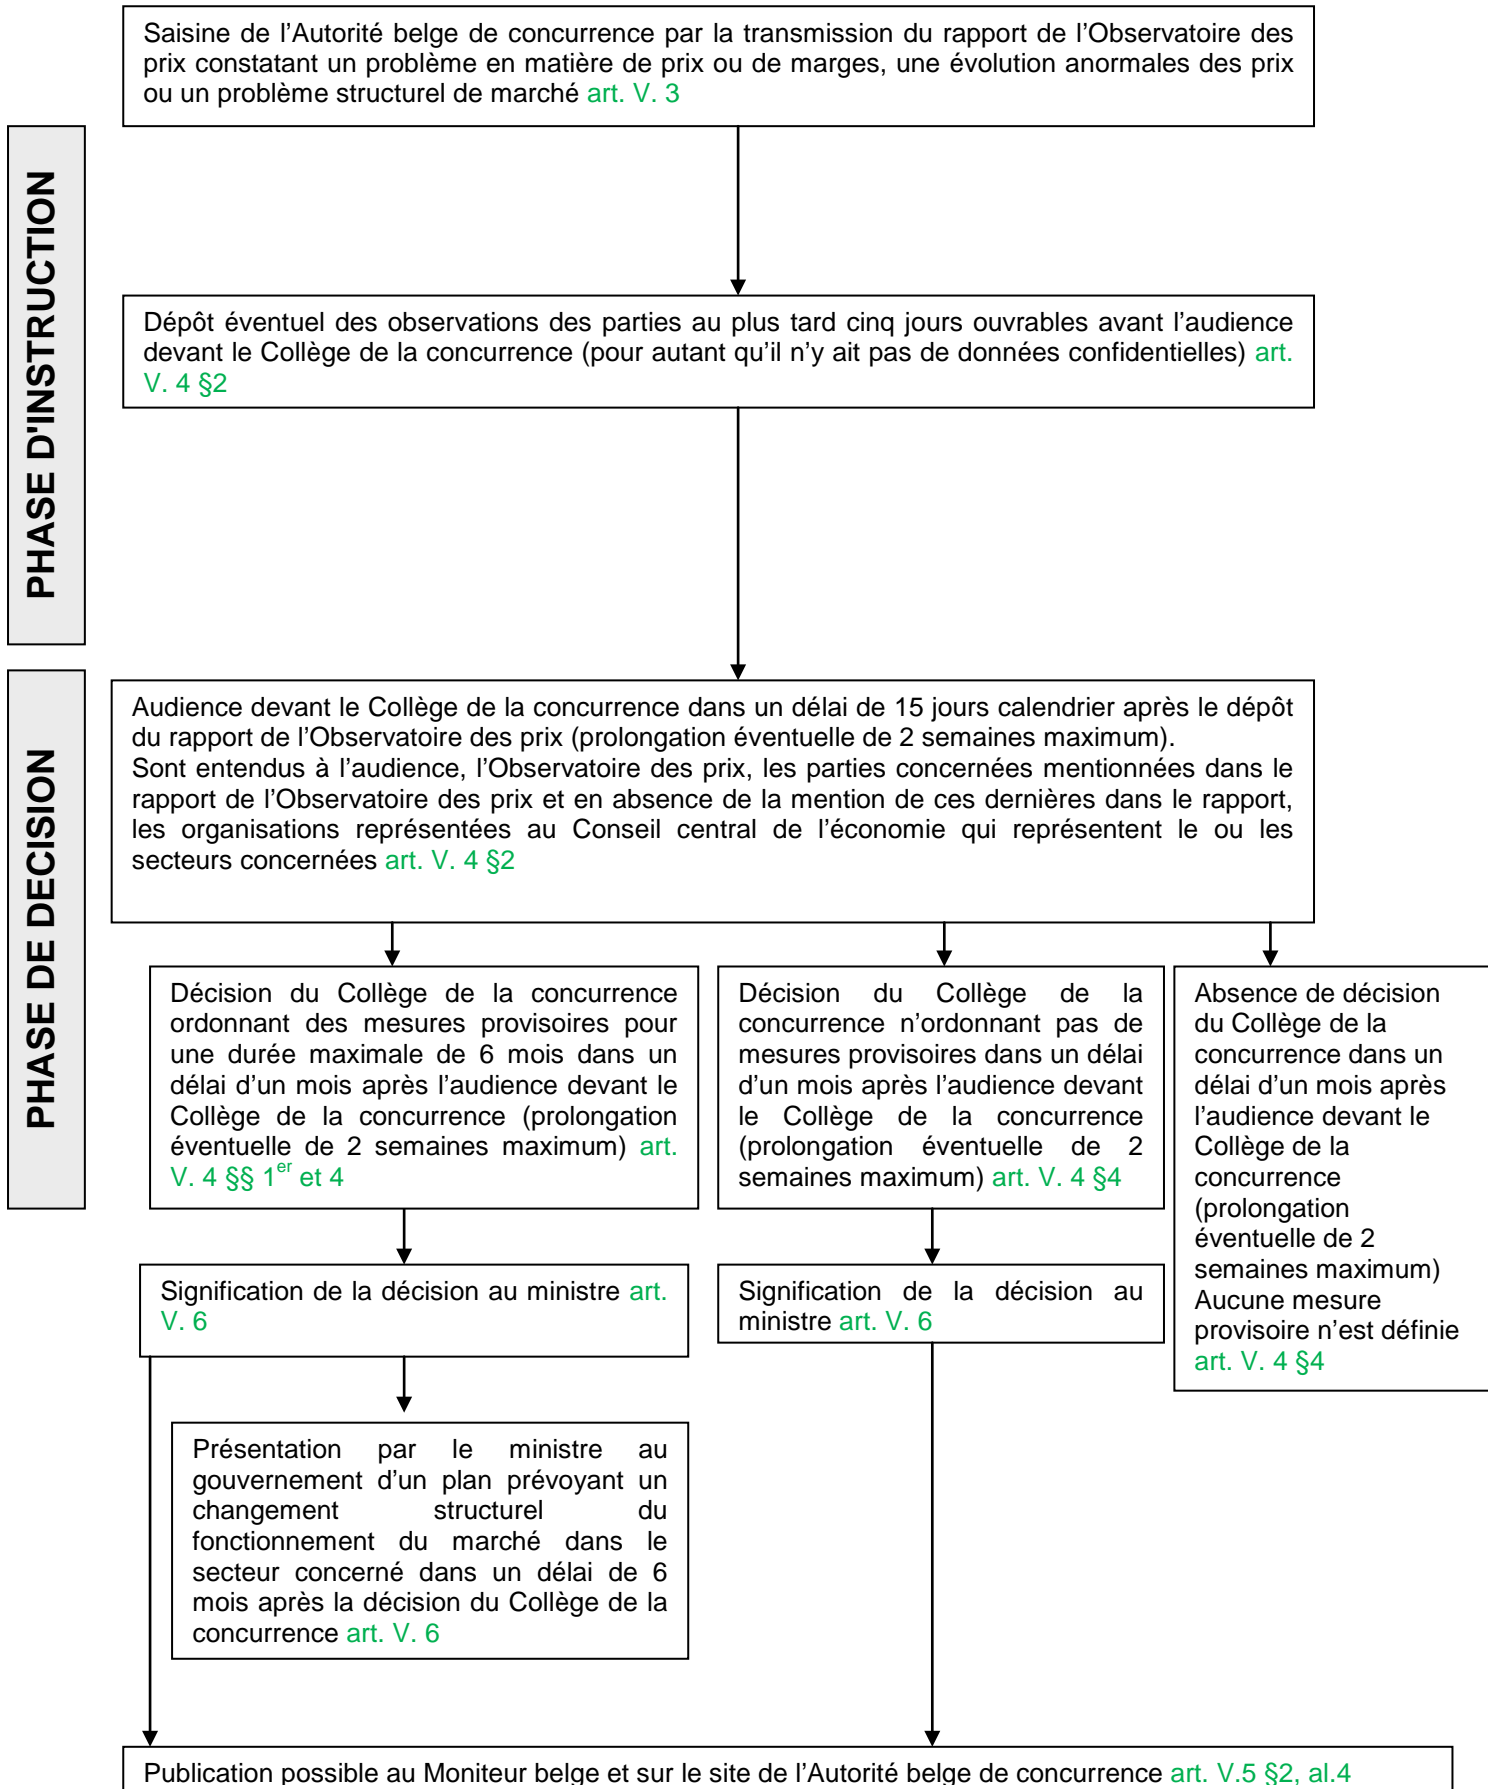 Saisine de l’Autorité belge de concurrence par la transmission du rapport de l’Observatoire des
prix constatant un problème en matière de prix ou de marges, une évolution anormales des prix
ou un problème structurel de marché art. V. 3
PHASE D'INSTRUCTION
Dépôt éventuel des observations des parties au plus tard cinq jours ouvrables avant l’audience
devant le Collège de la concurrence (pour autant qu’il n’y ait pas de données confidentielles) art.
V. 4 §2
PHASE DE DECISION
Audience devant le Collège de la concurrence dans un délai de 15 jours calendrier après le dépôt
du rapport de l’Observatoire des prix (prolongation éventuelle de 2 semaines maximum).
Sont entendus à l’audience, l’Observatoire des prix, les parties concernées mentionnées dans le
rapport de l’Observatoire des prix et en absence de la mention de ces dernières dans le rapport,
les organisations représentées au Conseil central de l’économie qui représentent le ou les
secteurs concernées art. V. 4 §2
Décision du Collège de la concurrence
ordonnant des mesures provisoires pour
une durée maximale de 6 mois dans un
délai d’un mois après l’audience devant le
Collège de la concurrence (prolongation
éventuelle de 2 semaines maximum) art.
V. 4 §§ 1er et 4
Décision du Collège de la
concurrence n’ordonnant pas de
mesures provisoires dans un délai
d’un mois après l’audience devant
le Collège de la concurrence
(prolongation éventuelle de 2
semaines maximum) art. V. 4 §4
Absence de décision
du Collège de la
concurrence dans un
délai d’un mois après
l’audience devant le
Collège de la
concurrence
(prolongation
éventuelle de 2
semaines maximum)
Aucune mesure
provisoire n’est définie
art. V. 4 §4
Signification de la décision au ministre art.
V. 6
Signification de la décision au
ministre art. V. 6
Présentation par le ministre au
gouvernement d’un plan prévoyant un
changement structurel du
fonctionnement du marché dans le
secteur concerné dans un délai de 6
mois après la décision du Collège de la
concurrence art. V. 6
Publication possible au Moniteur belge et sur le site de l’Autorité belge de concurrence art. V.5 §2, al.4